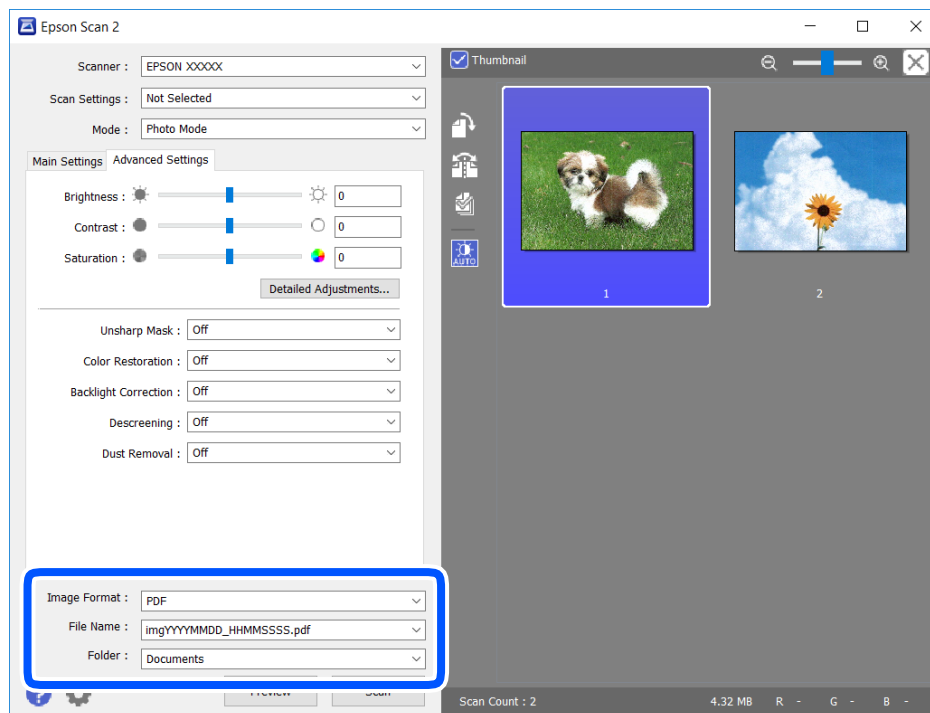 Epson Scan 2
Scanner : EPSON XXXXX
Scan Settings : Not Selected
Mode : Photo Mode
Main Settings Advanced Settings
Brightness : 0
Contrast : 0
Saturation : 0
Detailed Adjustments...
Unsharp Mask : Off
Color Restoration : Off
Backlight Correction : Off
Descreening : Off
Dust Removal : Off
Image Format : PDF
File Name : imgYYYYMMDD_HHMMSSSS.pdf
Folder : Documents
Preview Scan
Thumbnail
AUTO
1
2
Scan Count : 2 4.32 MB R - G - B -